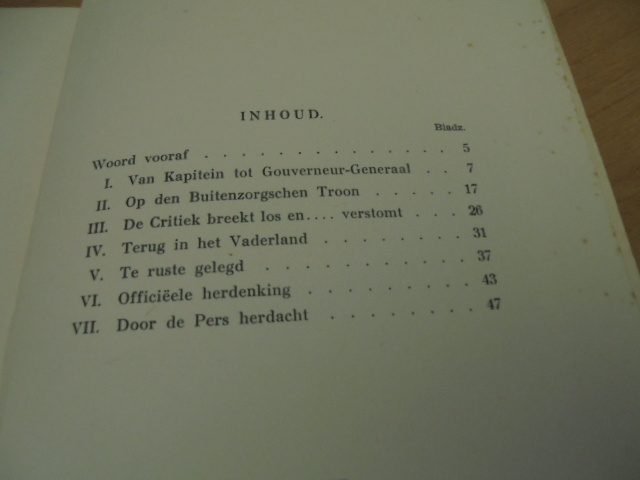 INHOUD.
Bladz.
Woord vooraf . . . . . . . . . . . . . . 5
I. Van Kapitein tot Gouverneur-Generaal . . 7
II. Op den Buitenzorgschen Troon . . . . . 17
III. De Critiek breekt los en.... verstomt . . . 26
IV. Terug in het Vaderland . . . . . . . 31
V. Te ruste gelegd . . . . . . . . . . 37
VI. Officiëele herdenking . . . . . . . . 43
VII. Door de Pers herdacht . . . . . . . 47